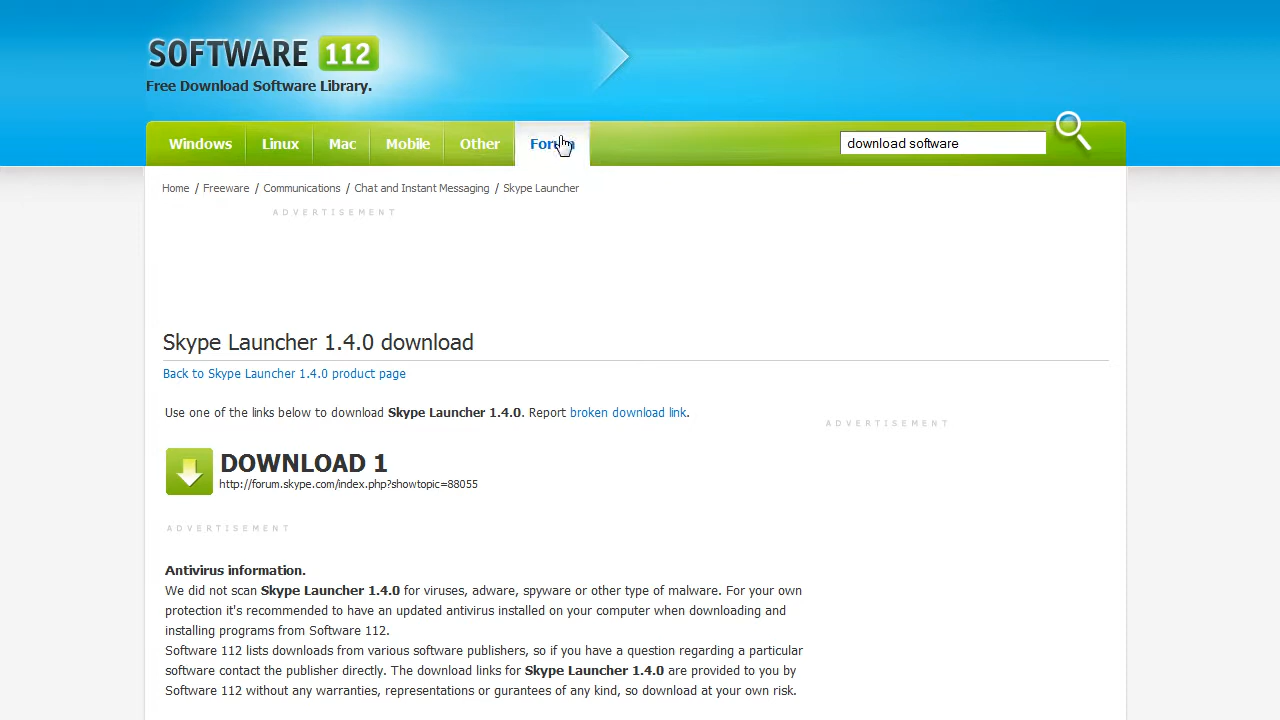 SOFTWARE 112
Free Download Software Library.
Windows Linux Mac Mobile Other Forum
download software
Home / Freeware / Communications / Chat and Instant Messaging / Skype Launcher
ADVERTISEMENT
Skype Launcher 1.4.0 download
Back to Skype Launcher 1.4.0 product page
Use one of the links below to download Skype Launcher 1.4.0. Report broken download link.
ADVERTISEMENT
DOWNLOAD 1
http://forum.skype.com/index.php?showtopic=88055
ADVERTISEMENT
Antivirus information.
We did not scan Skype Launcher 1.4.0 for viruses, adware, spyware or other type of malware. For your own
protection it's recommended to have an updated antivirus installed on your computer when downloading and
installing programs from Software 112.
Software 112 lists downloads from various software publishers, so if you have a question regarding a particular
software contact the publisher directly. The download links for Skype Launcher 1.4.0 are provided to you by
Software 112 without any warranties, representations or gurantees of any kind, so download at your own risk.